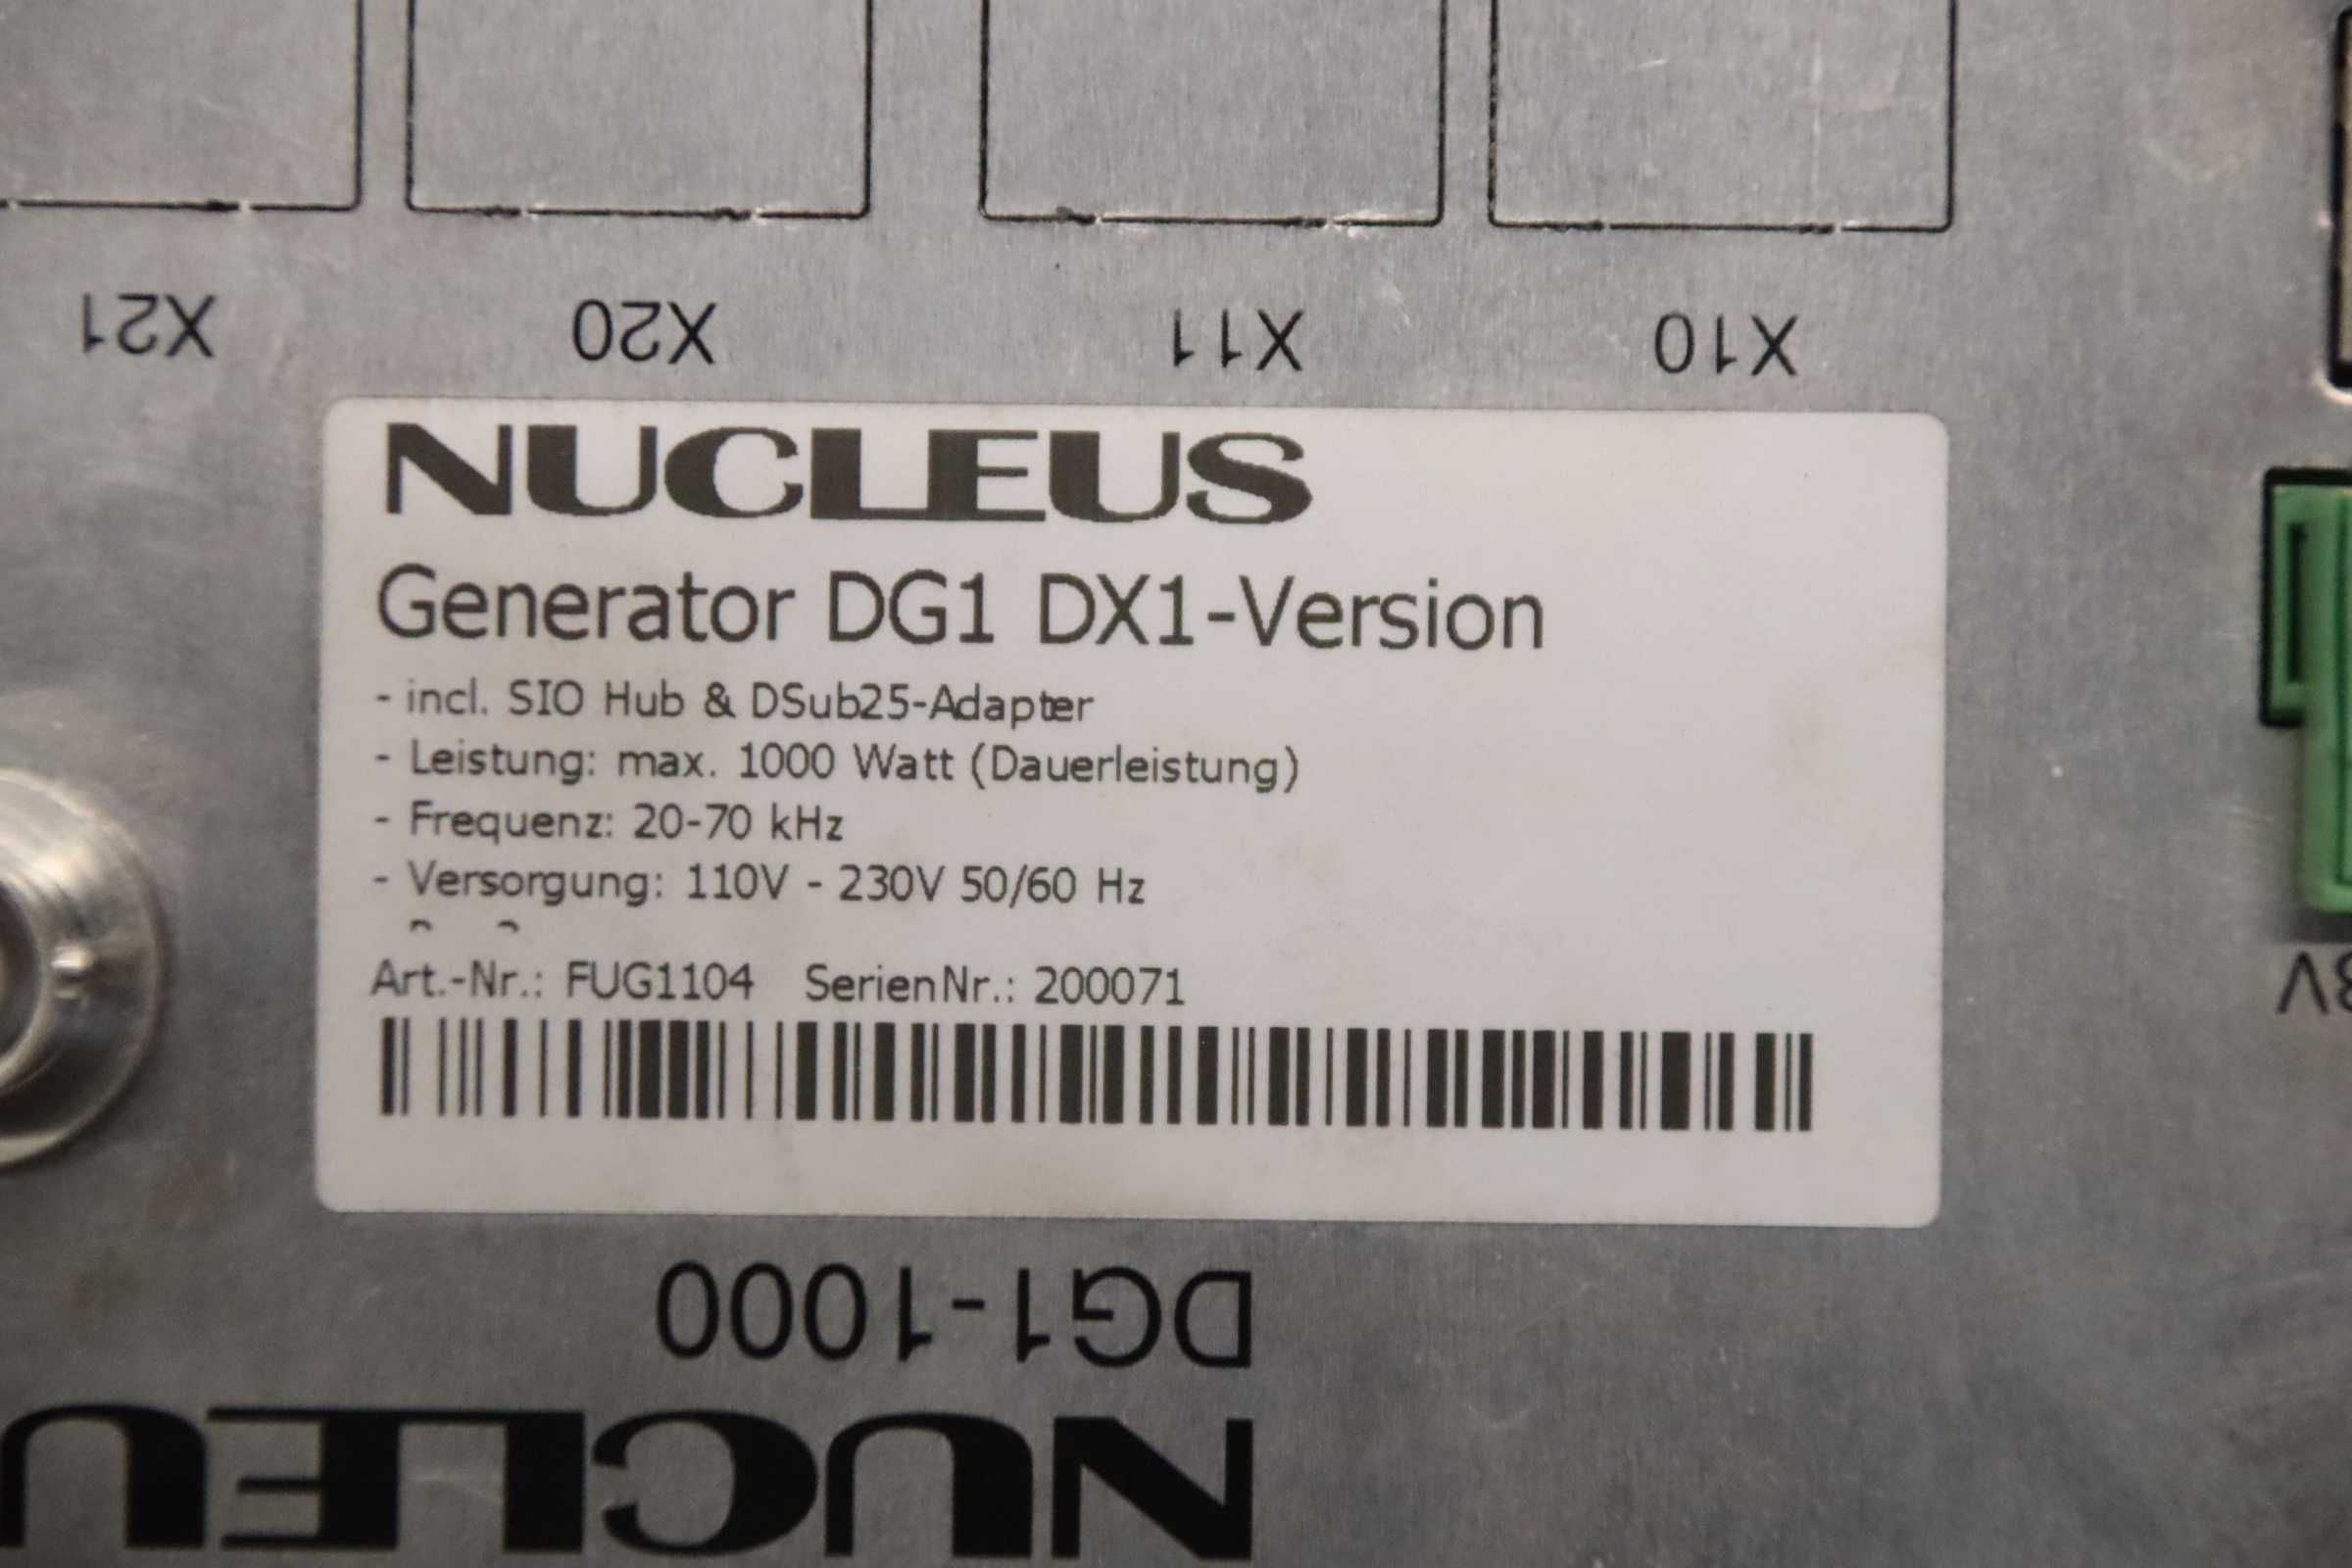 X21 X20 X11 X10
NUCLEUS
Generator DG1 DX1-Version
- incl. SIO Hub & DSub25-Adapter
- Leistung: max. 1000 Watt (Dauerleistung)
- Frequenz: 20-70 kHz
- Versorgung: 110V - 230V 50/60 Hz
Art.-Nr.: FUG1104 SerienNr.: 200071
DG1-1000
NUCLEU